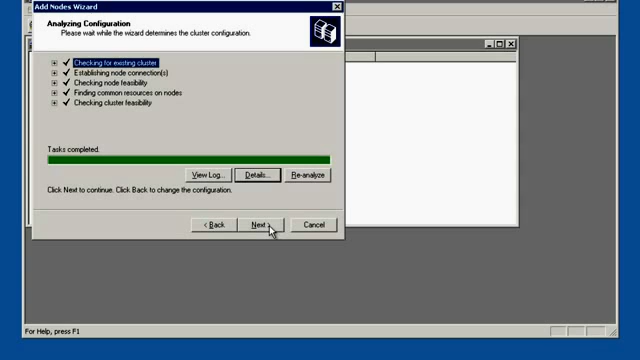 Add Nodes Wizard
Analyzing Configuration
Please wait while the wizard determines the cluster configuration.
Checking for existing cluster
Establishing node connection(s)
Checking node feasibility
Finding common resources on nodes
Checking cluster feasibility
Tasks completed.
View Log...
Details...
Re-analyze
Click Next to continue. Click Back to change the configuration.
< Back
Next >
Cancel
For Help, press F1